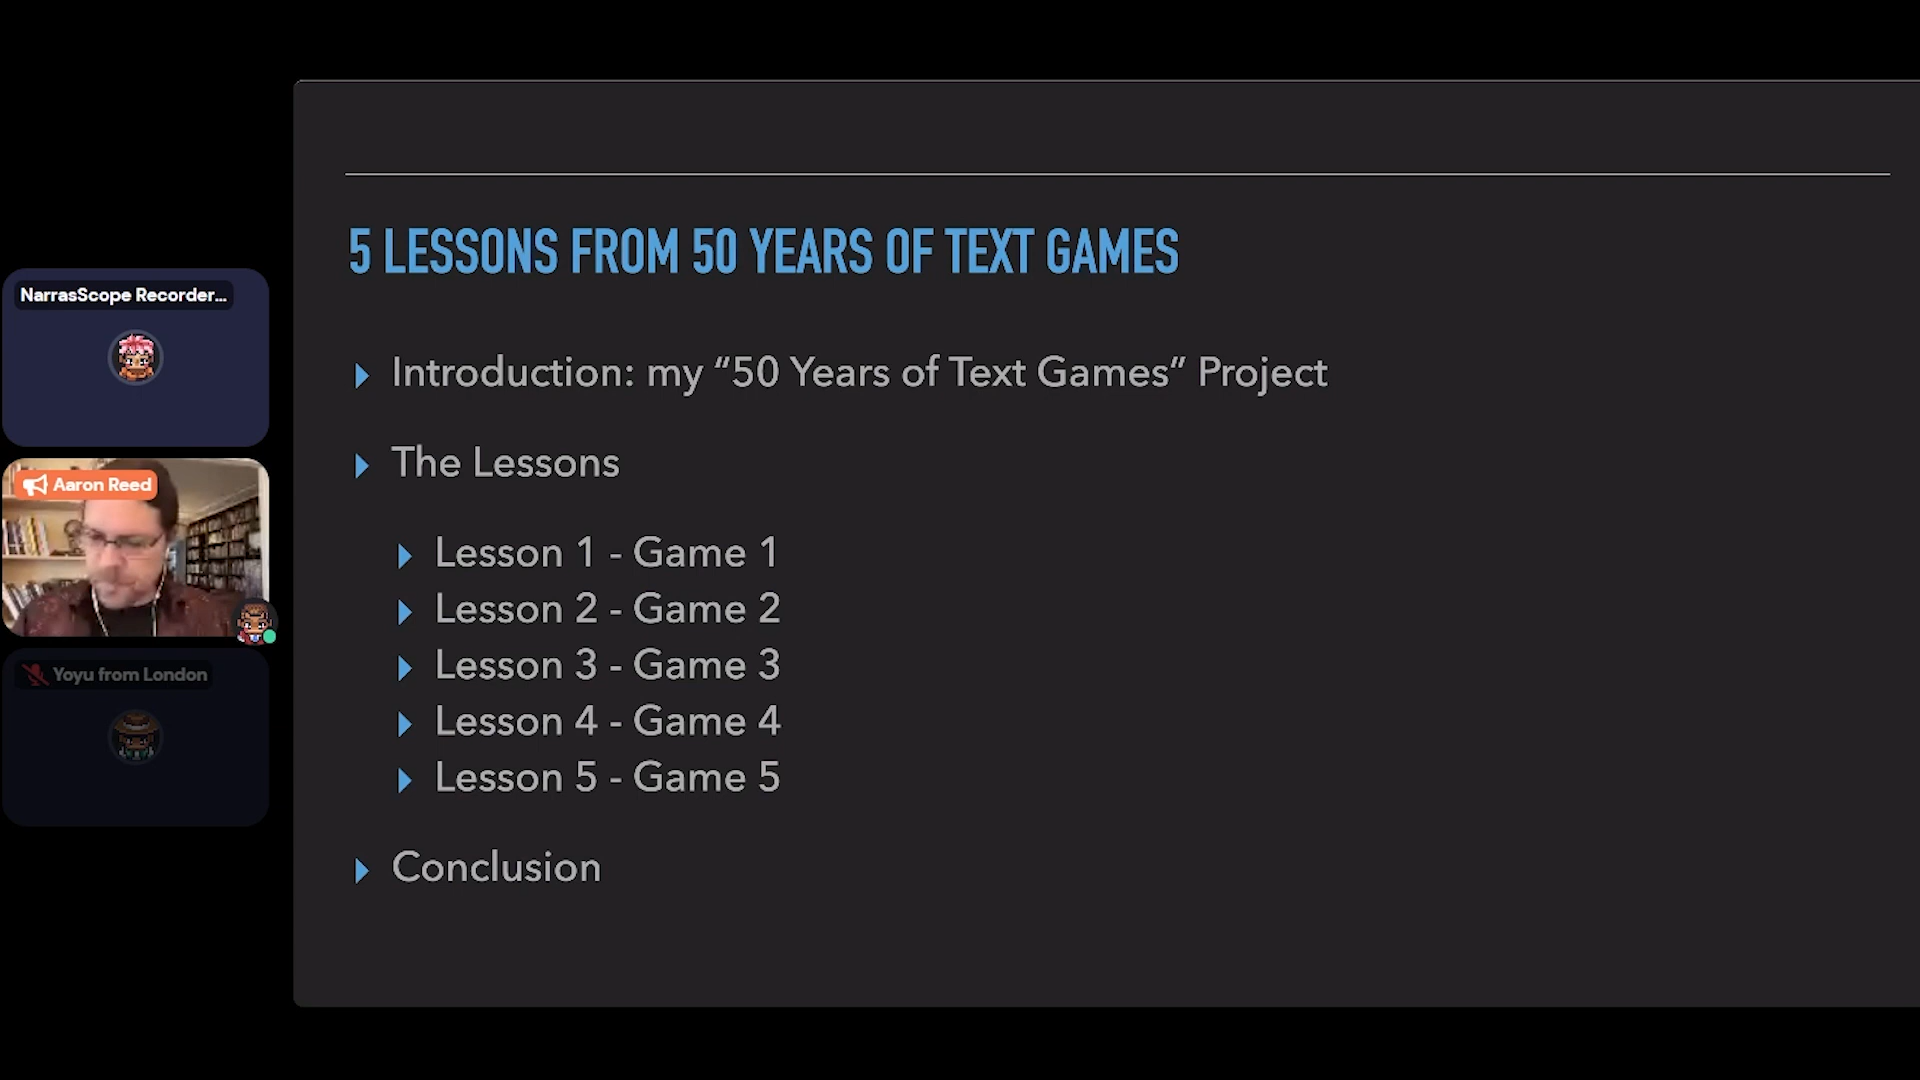 5 LESSONS FROM 50 YEARS OF TEXT GAMES
NarrasScope Recorder...
Introduction: my “50 Years of Text Games” Project
The Lessons
Aaron Reed
Lesson 1 - Game 1
Lesson 2 - Game 2
Lesson 3 - Game 3
Yoyu from London
Lesson 4 - Game 4
Lesson 5 - Game 5
Conclusion